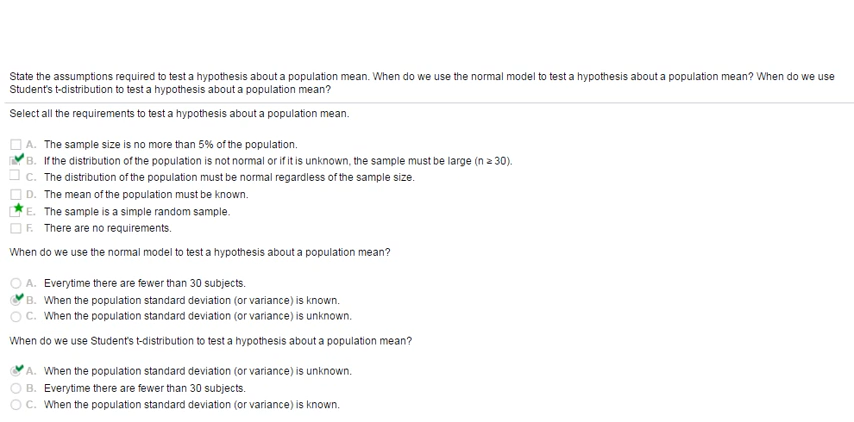 State the assumptions required to test a hypothesis about a population mean. When do we use the normal model to test a hypothesis about a population mean? When do we use
Student's t-distribution to test a hypothesis about a population mean?
Select all the requirements to test a hypothesis about a population mean.
A. The sample size is no more than 5% of the population.
B. If the distribution of the population is not normal or if it is unknown, the sample must be large (n ≥ 30).
C. The distribution of the population must be normal regardless of the sample size.
D. The mean of the population must be known.
E. The sample is a simple random sample.
F. There are no requirements.
When do we use the normal model to test a hypothesis about a population mean?
A. Everytime there are fewer than 30 subjects.
B. When the population standard deviation (or variance) is known.
C. When the population standard deviation (or variance) is unknown.
When do we use Student's t-distribution to test a hypothesis about a population mean?
A. When the population standard deviation (or variance) is unknown.
B. Everytime there are fewer than 30 subjects.
C. When the population standard deviation (or variance) is known.